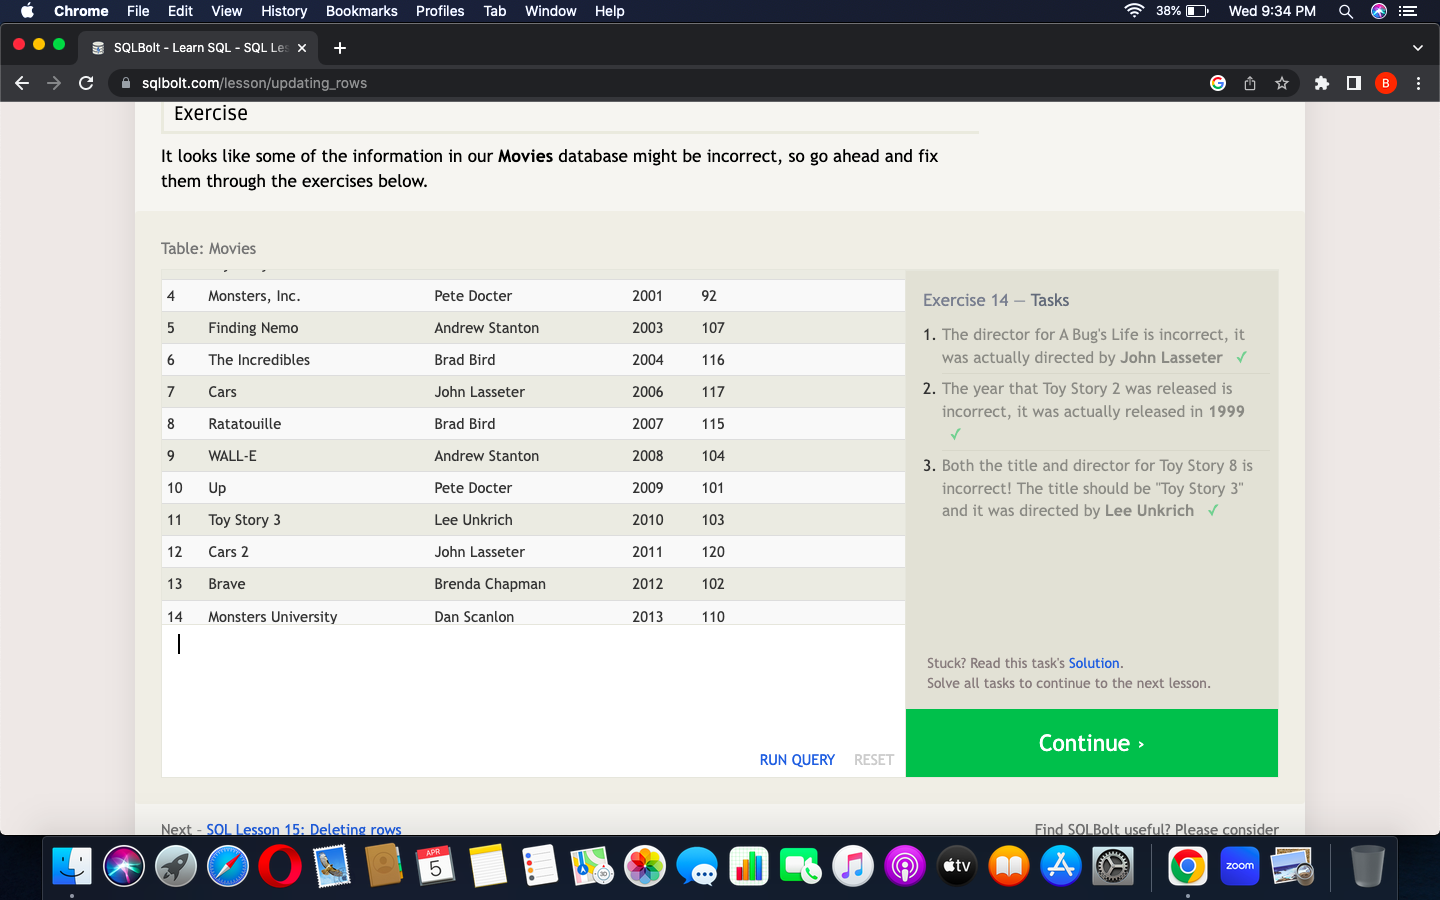 Chrome File Edit View History Bookmarks Profiles Tab Window Help 38% Wed 9:34 PM
SQLBolt - Learn SQL - SQL Les
sqlbolt.com/lesson/updating_rows B
Exercise
It looks like some of the information in our Movies database might be incorrect, so go ahead and fix
them through the exercises below.
Table: Movies
4 Monsters, Inc. Pete Docter 2001 92
5 Finding Nemo Andrew Stanton 2003 107
6 The Incredibles Brad Bird 2004 116
7 Cars John Lasseter 2006 117
8 Ratatouille Brad Bird 2007 115
9 WALL-E Andrew Stanton 2008 104
10 Up Pete Docter 2009 101
11 Toy Story 3 Lee Unkrich 2010 103
12 Cars 2 John Lasseter 2011 120
13 Brave Brenda Chapman 2012 102
14 Monsters University Dan Scanlon 2013 110
RUN QUERY RESET
Exercise 14 — Tasks
1. The director for A Bug's Life is incorrect, it
was actually directed by John Lasseter ✓
2. The year that Toy Story 2 was released is
incorrect, it was actually released in 1999
✓
3. Both the title and director for Toy Story 8 is
incorrect! The title should be "Toy Story 3"
and it was directed by Lee Unkrich ✓
Stuck? Read this task's Solution.
Solve all tasks to continue to the next lesson.
Continue ›
Next – SQL Lesson 15: Deleting rows
Find SQLBolt useful? Please consider
APR
5
3D
tv
zoom